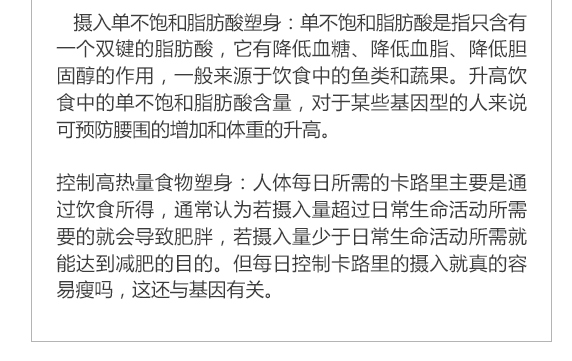 摄入单不饱和脂肪酸塑身：单不饱和脂肪酸是指只含有
一个双键的脂肪酸，它有降低血糖、降低血脂、降低胆
固醇的作用，一般来源于饮食中的鱼类和蔬果。升高饮
食中的单不饱和脂肪酸含量，对于某些基因型的人来说
可预防腰围的增加和体重的升高。
控制高热量食物塑身：人体每日所需的卡路里主要是通
过饮食所得，通常认为若摄入量超过日常生命活动所需
要的就会导致肥胖，若摄入量少于日常生命活动所需就
能达到减肥的目的。但每日控制卡路里的摄入就真的容
易瘦吗，这还与基因有关。